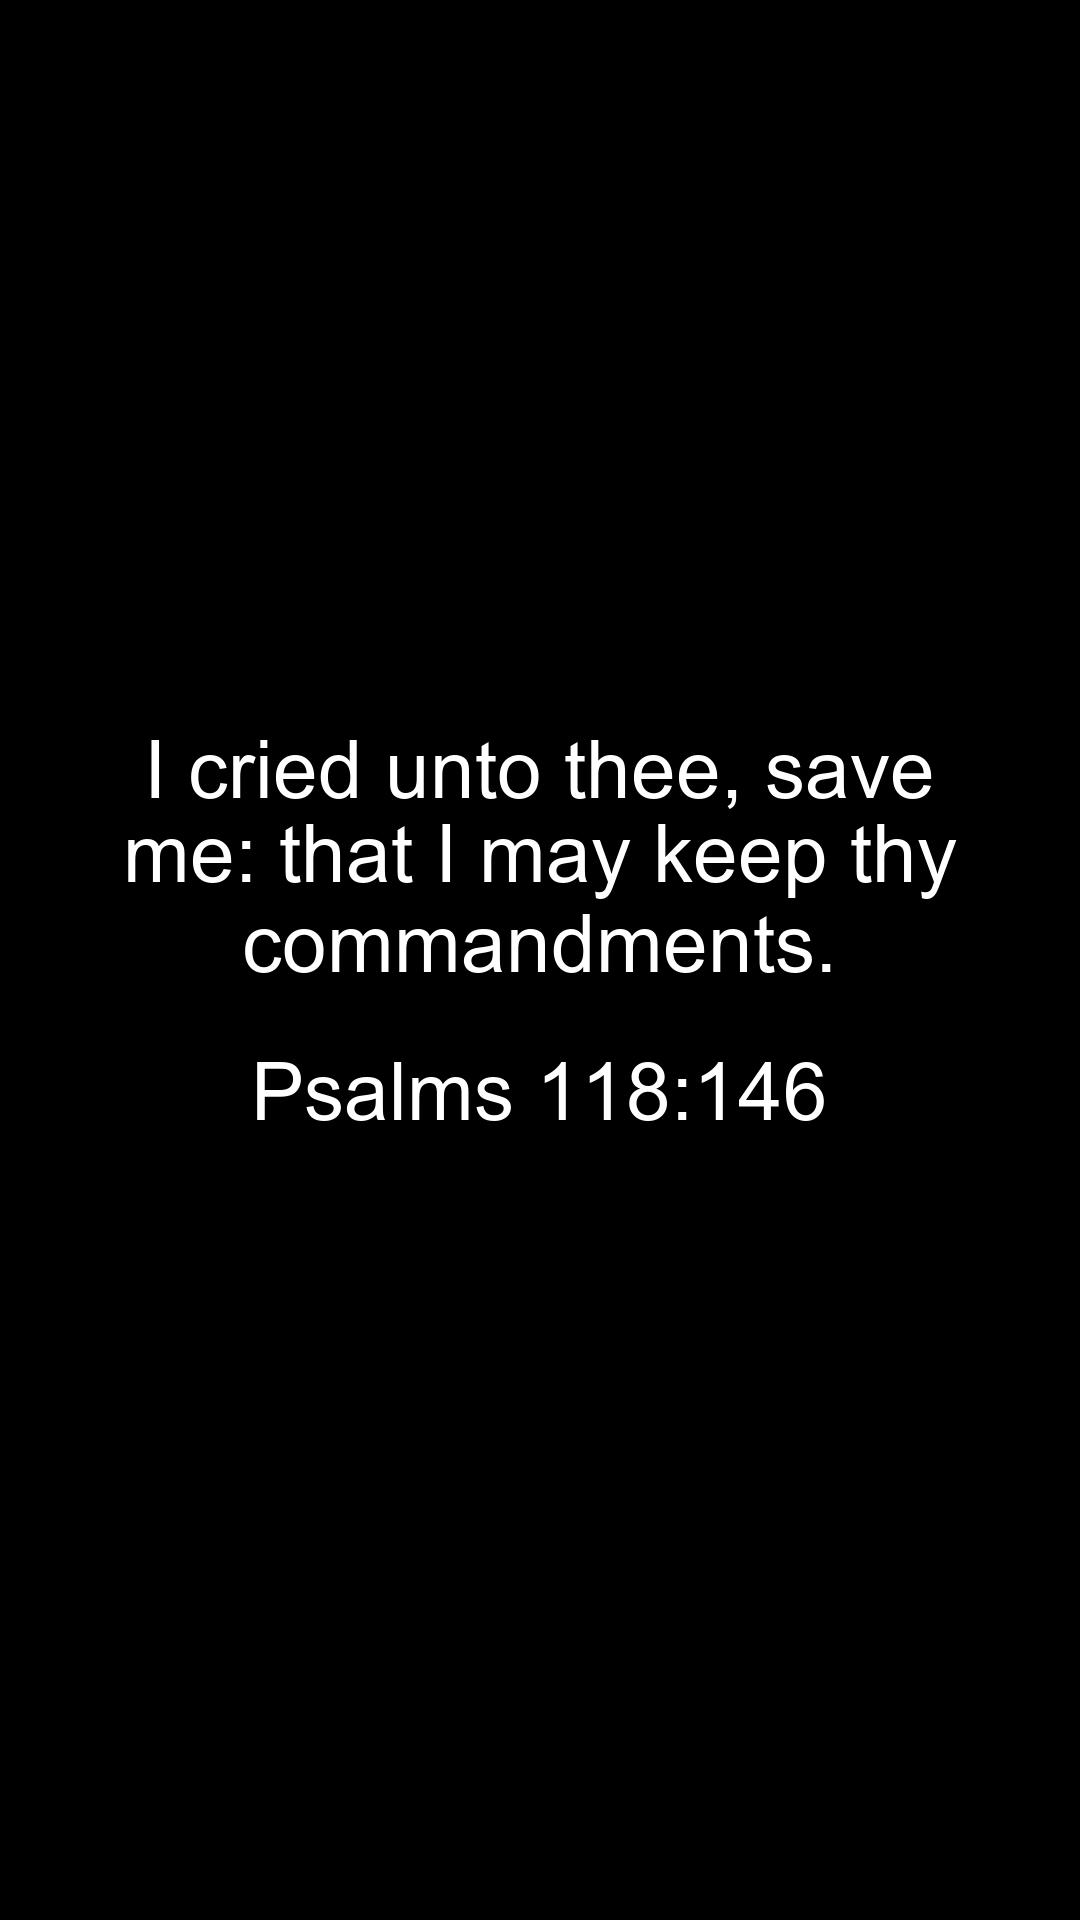 I cried unto thee, save
me: that I may keep thy
commandments.
Psalms 118:146